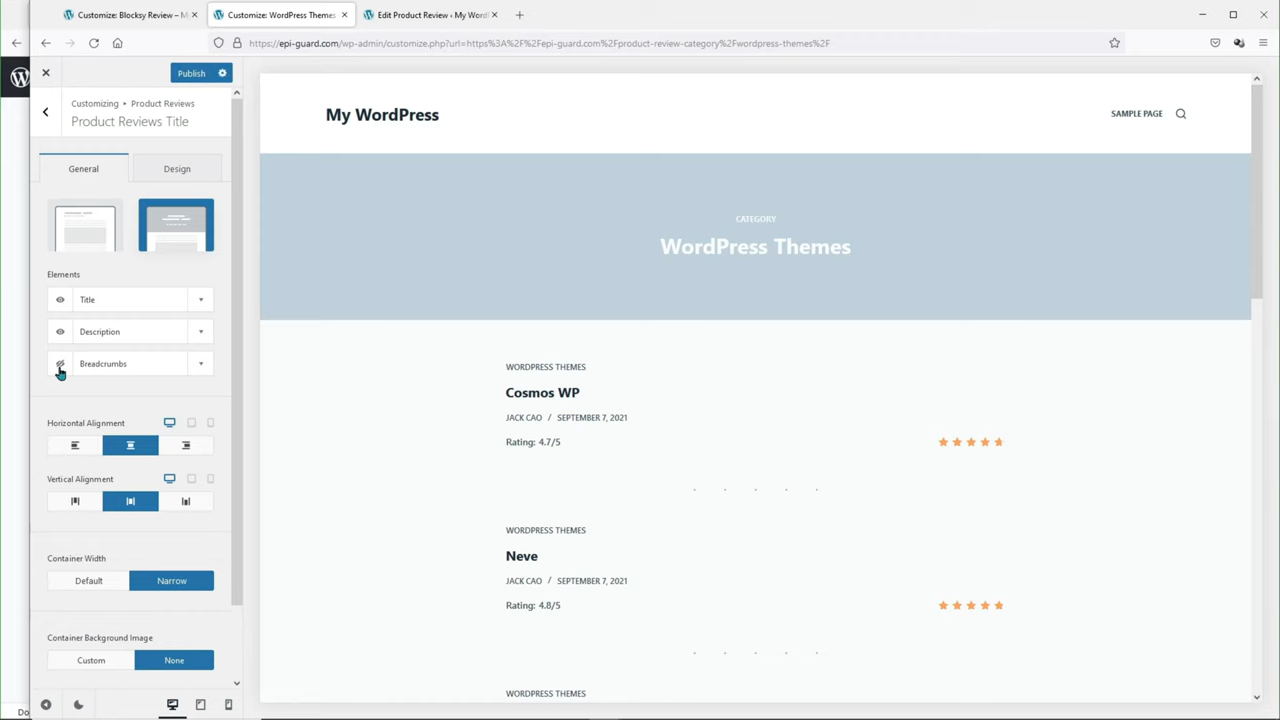 Customize: Blocksy Review – M
Customize: WordPress Themes
Edit Product Review ‹ My Word
https://epi-guard.com/wp-admin/customize.php?url=https%3A%2F%2Fepi-guard.com%2Fproduct-review-category%2Fwordpress-themes%2F
Publish
Customizing • Product Reviews
Product Reviews Title
General
Design
Elements
Title
Description
Breadcrumbs
Horizontal Alignment
Vertical Alignment
Container Width
Default
Narrow
Container Background Image
Custom
None
Do
My WordPress
SAMPLE PAGE
CATEGORY
WordPress Themes
WORDPRESS THEMES
Cosmos WP
JACK CAO / SEPTEMBER 7, 2021
Rating: 4.7/5
WORDPRESS THEMES
Neve
JACK CAO / SEPTEMBER 7, 2021
Rating: 4.8/5
WORDPRESS THEMES